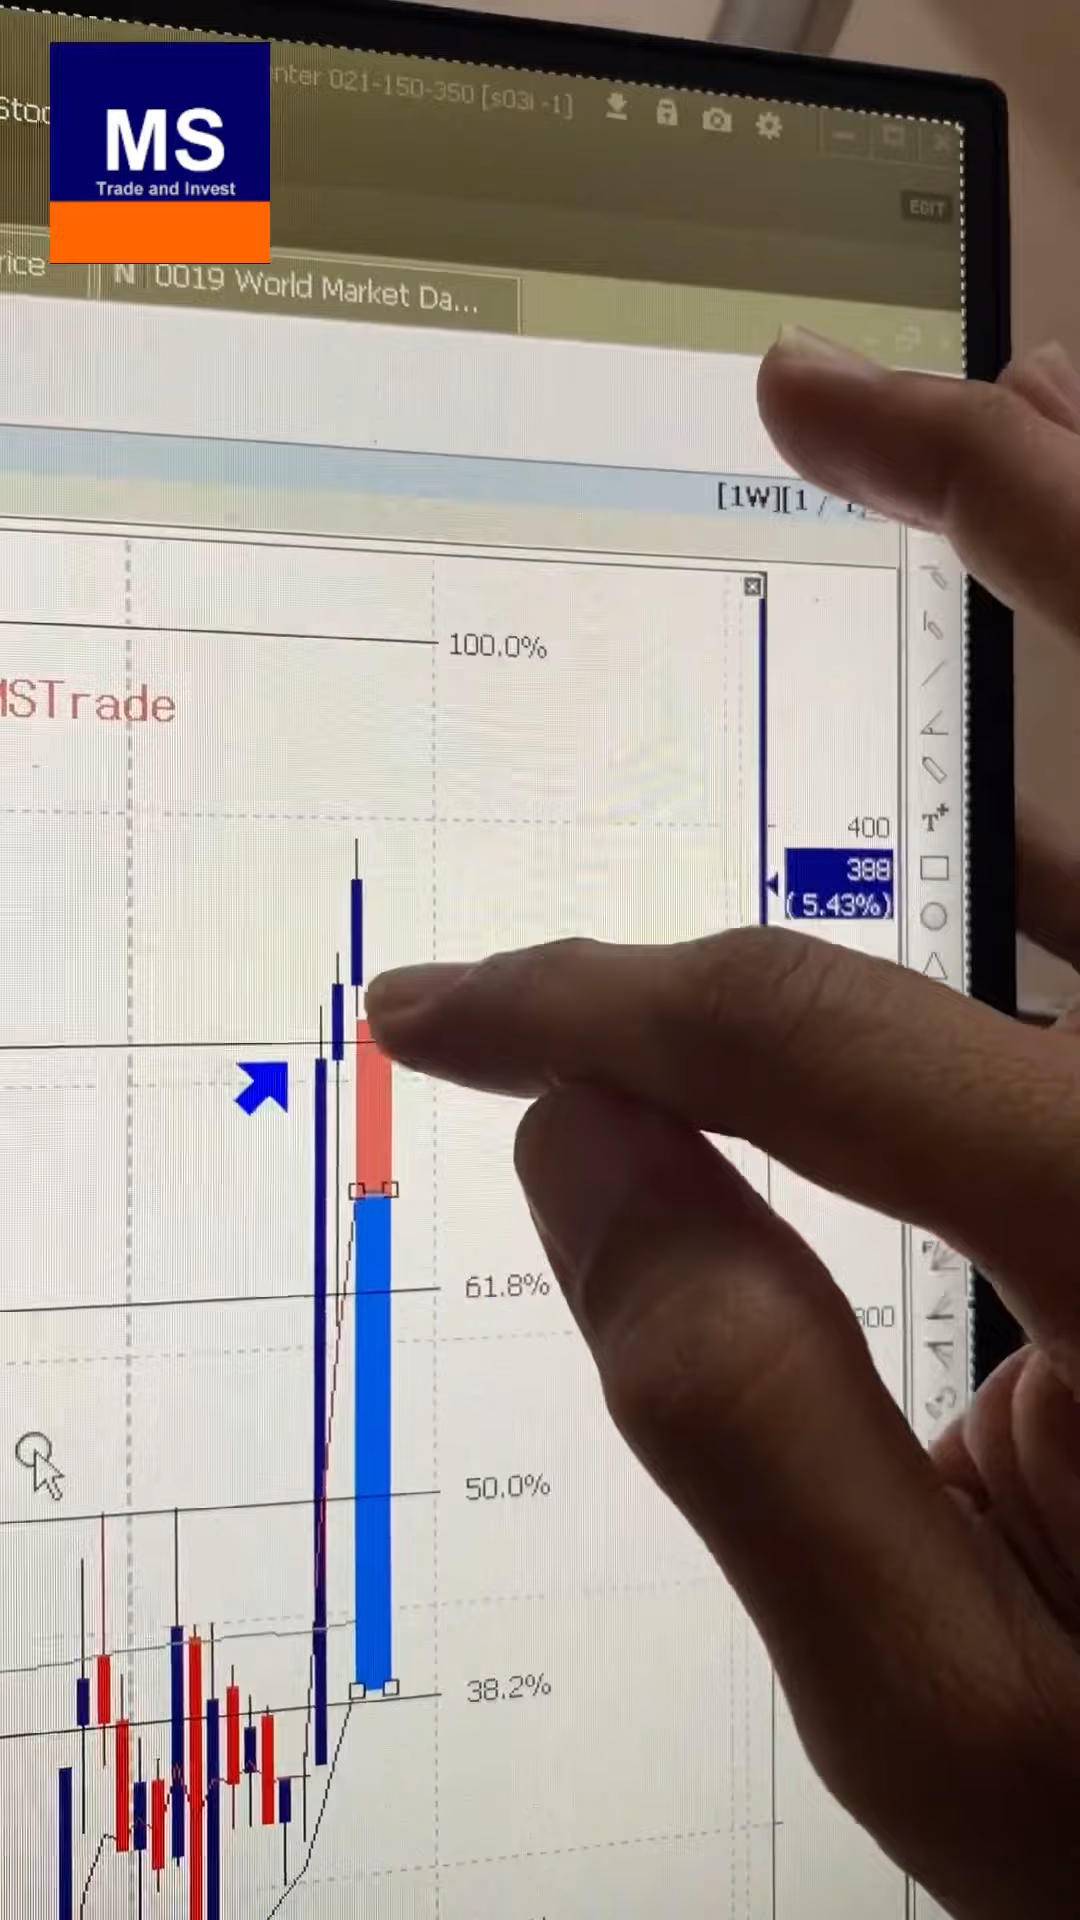 nter 021-150-350 [s03i -1]
Stoc
MS
Trade and Invest
EDIT
rice
N 0019 World Market Da...
[1W][1 /
100.0%
MSTrade
400
388
( 5.43%)
T+
61.8%
300
50.0%
38.2%